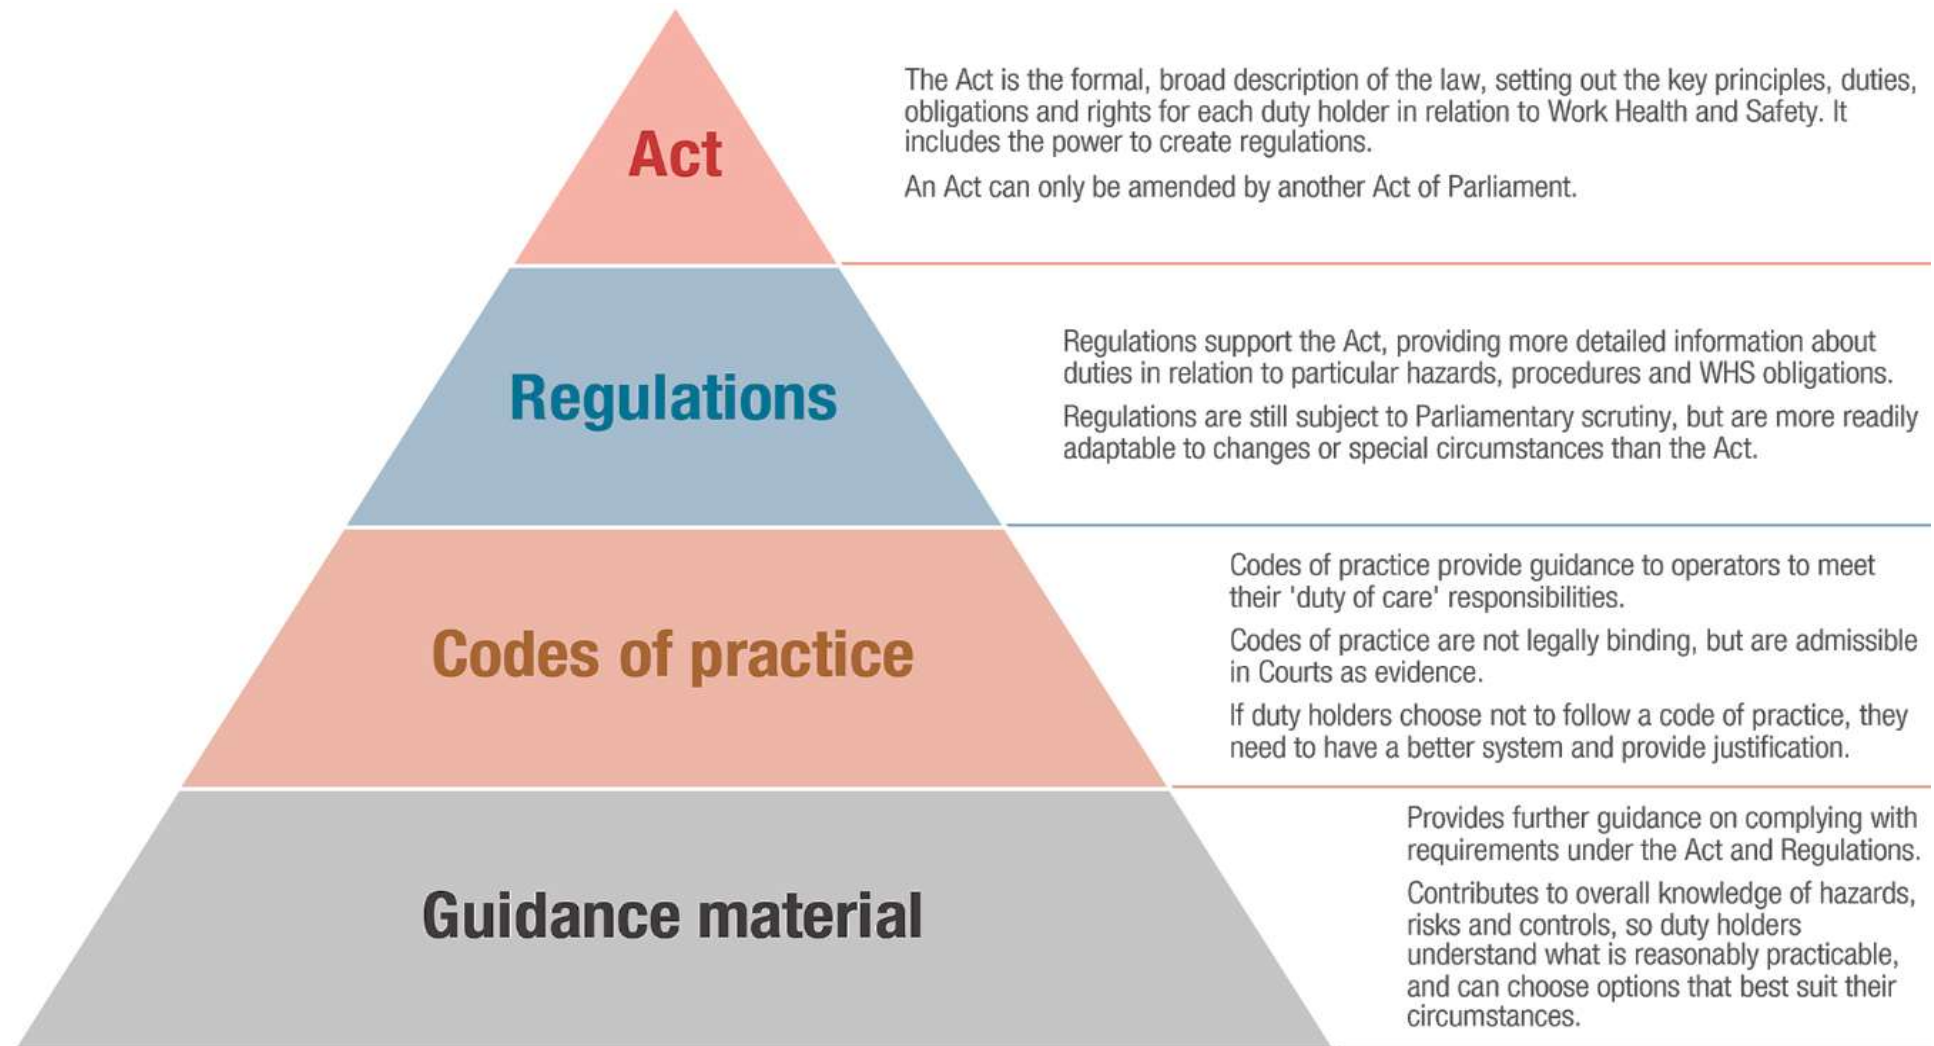 Act
The Act is the formal, broad description of the law, setting out the key principles, duties,
obligations and rights for each duty holder in relation to Work Health and Safety. It
includes the power to create regulations.
An Act can only be amended by another Act of Parliament.
Regulations
Regulations support the Act, providing more detailed information about
duties in relation to particular hazards, procedures and WHS obligations.
Regulations are still subject to Parliamentary scrutiny, but are more readily
adaptable to changes or special circumstances than the Act.
Codes of practice
Codes of practice provide guidance to operators to meet
their 'duty of care' responsibilities.
Codes of practice are not legally binding, but are admissible
in Courts as evidence.
If duty holders choose not to follow a code of practice, they
need to have a better system and provide justification.
Guidance material
Provides further guidance on complying with
requirements under the Act and Regulations.
Contributes to overall knowledge of hazards,
risks and controls, so duty holders
understand what is reasonably practicable,
and can choose options that best suit their
circumstances.